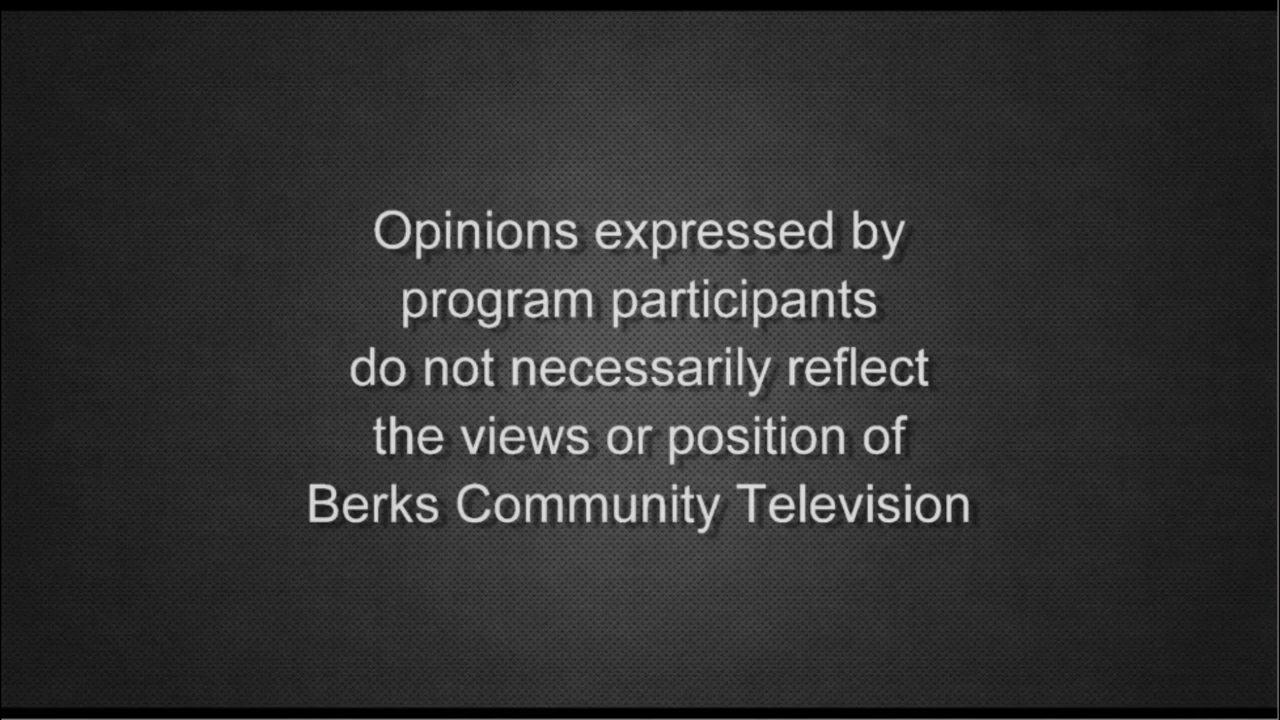 Opinions expressed by
program participants
do not necessarily reflect
the views or position of
Berks Community Television